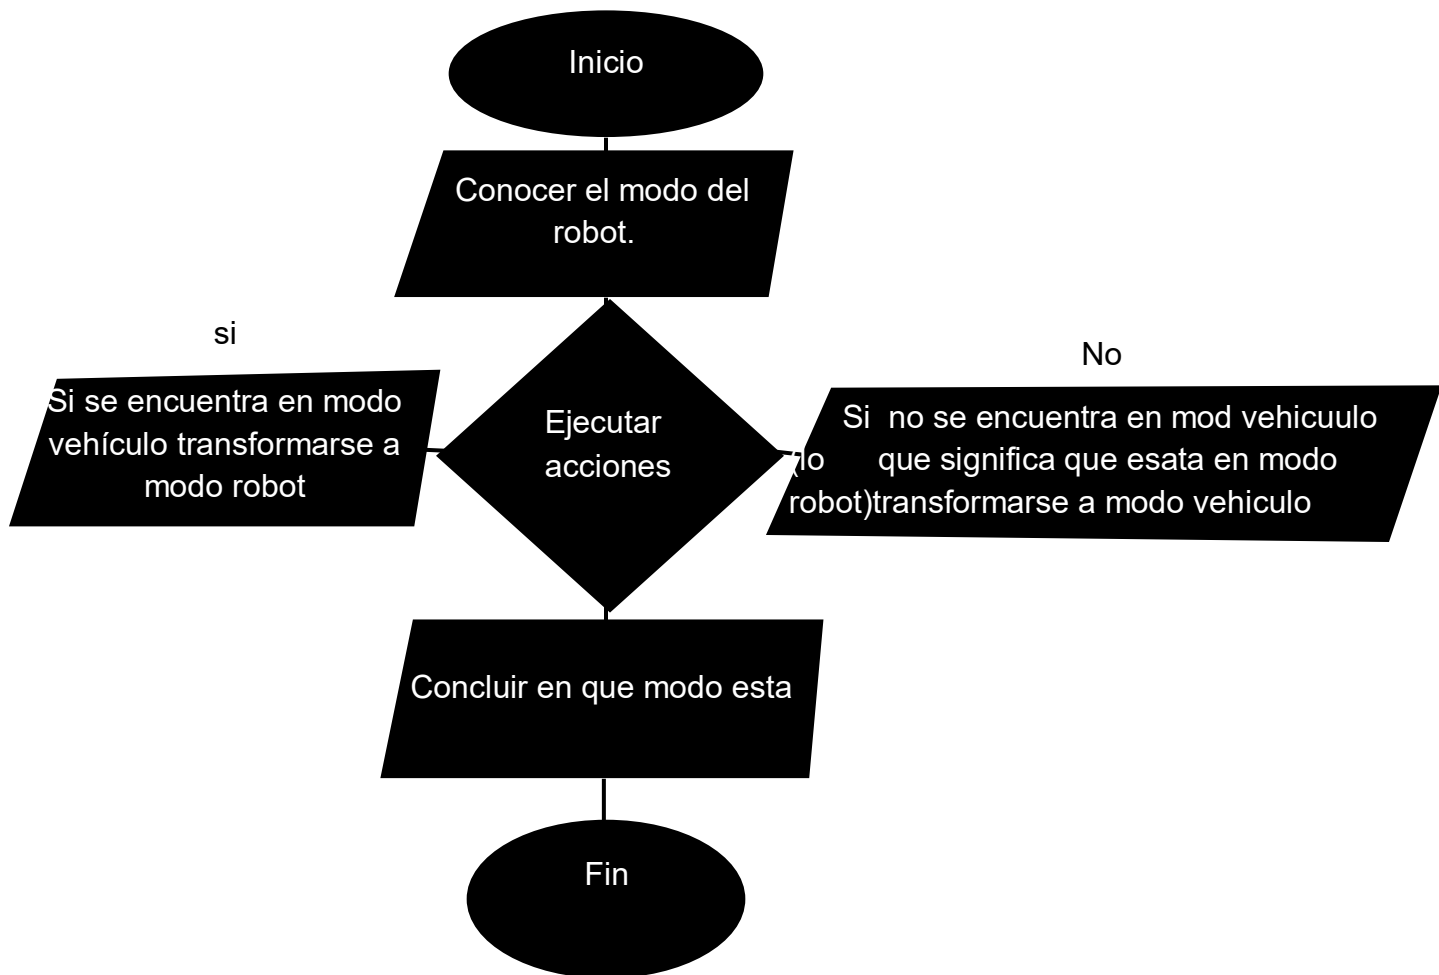 Inicio
Conocer el modo del
robot.
si
Si se encuentra en modo
vehículo transformarse a
modo robot
Ejecutar
acciones
No
Si no se encuentra en mod vehicuulo
(lo que significa que esata en modo
robot)transformarse a modo vehiculo
Concluir en que modo esta
Fin